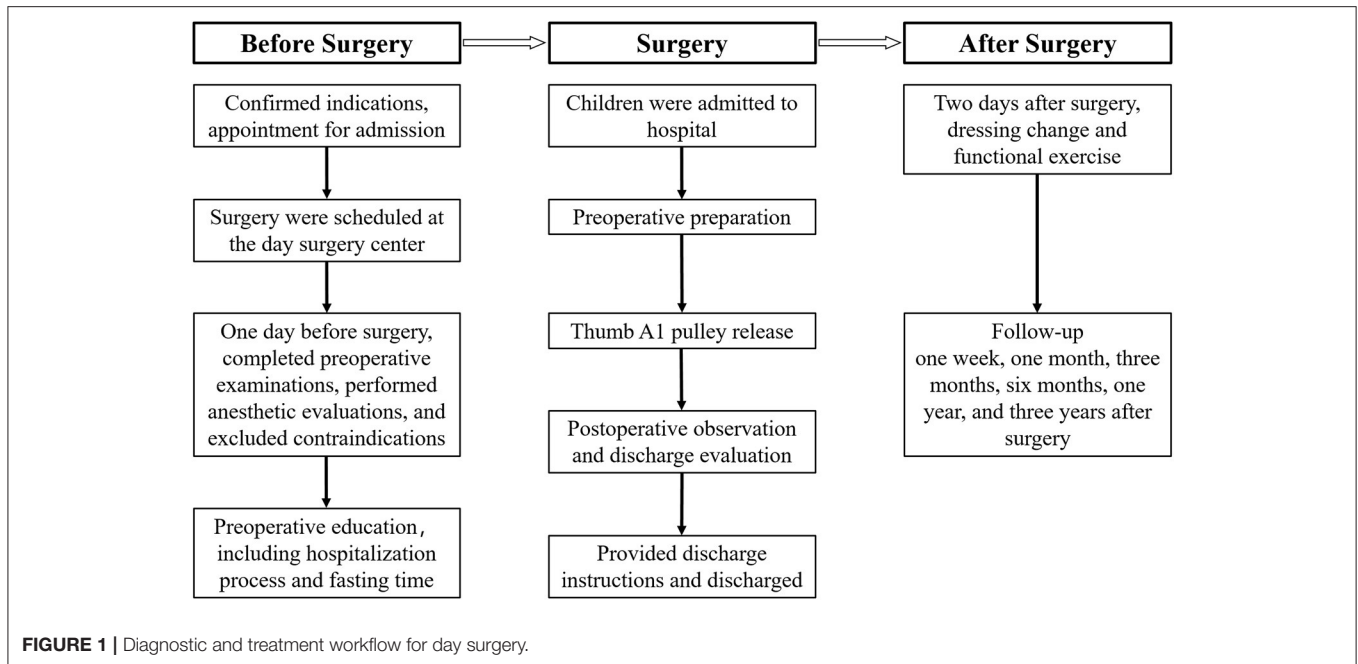 Before Surgery
Surgery
After Surgery
Confirmed indications,
appointment for admission
Surgery were scheduled at
the day surgery center
One day before surgery,
completed preoperative
examinations, performed
anesthetic evaluations, and
excluded contraindications
Preoperative education,
including hospitalization
process and fasting time
Children were admitted to
hospital
Preoperative preparation
Thumb A1 pulley release
Postoperative observation
and discharge evaluation
Provided discharge
instructions and discharged
Two days after surgery,
dressing change and
functional exercise
Follow-up
one week, one month, three
months, six months, one
year, and three years after
surgery
FIGURE 1 | Diagnostic and treatment workflow for day surgery.